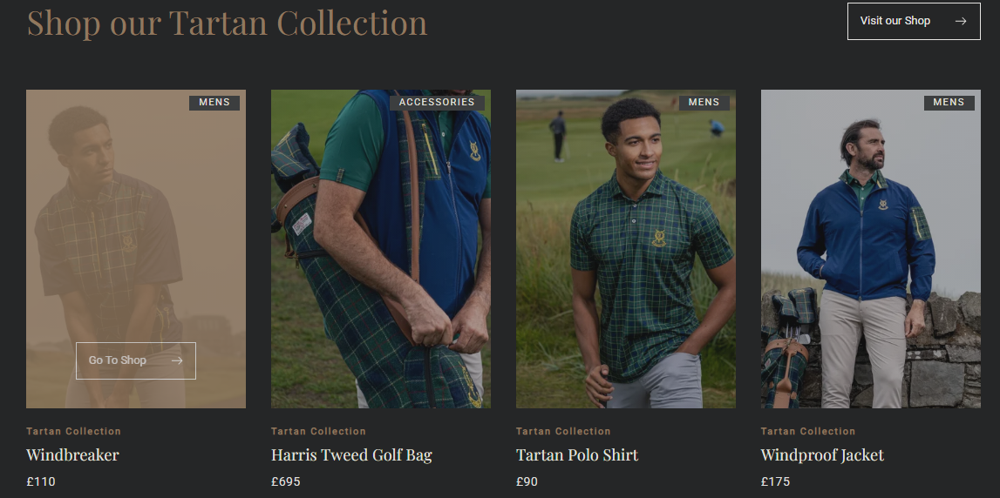 Shop our Tartan Collection
Visit our Shop
MENS
ACCESSORIES
MENS
MENS
Go To Shop
Tartan Collection
Windbreaker
£110
Tartan Collection
Harris Tweed Golf Bag
£695
Tartan Collection
Tartan Polo Shirt
£90
Tartan Collection
Windproof Jacket
£175